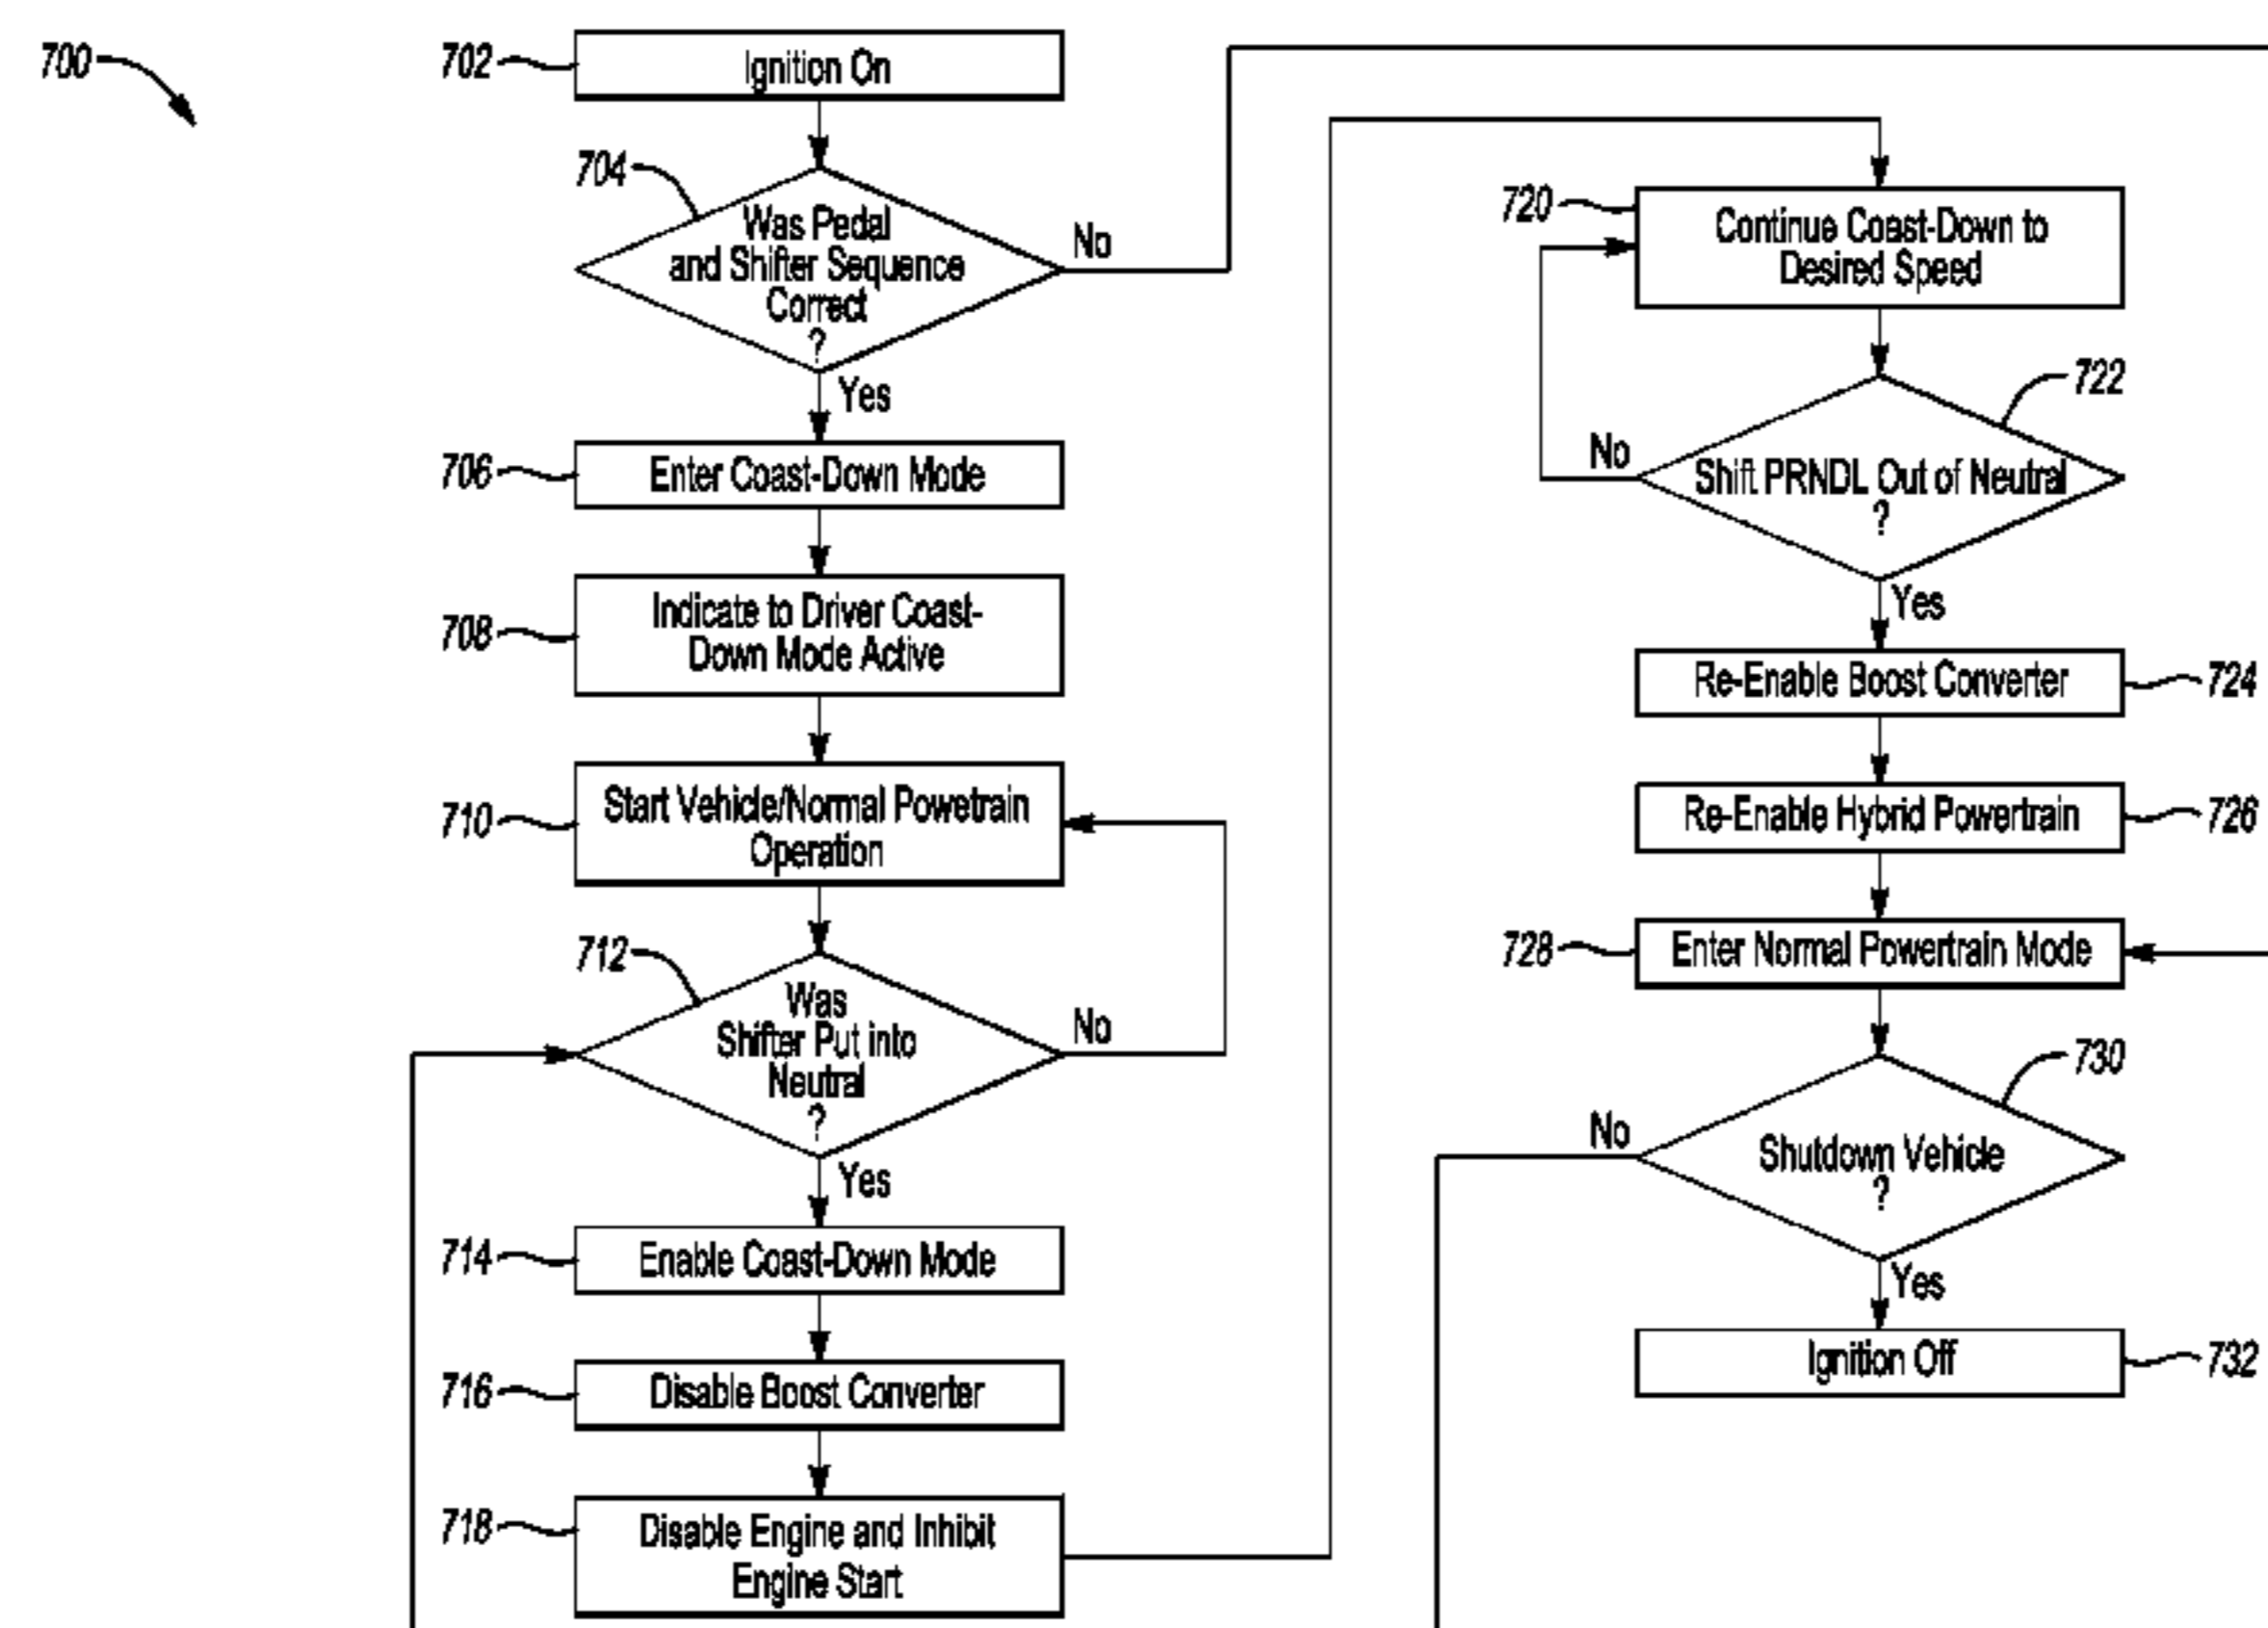 700
702
Ignition On
704
Was Pedal
and Shifter Sequence
Correct
?
No
Yes
706
Enter Coast-Down Mode
708
Indicate to Driver Coast-
Down Mode Active
710
Start Vehicle/Normal Powetrain
Operation
712
Was
Shifter Put into
Neutral
?
No
Yes
714
Enable Coast-Down Mode
716
Disable Boost Converter
718
Disable Engine and Inhibit
Engine Start
720
Continue Coast-Down to
Desired Speed
722
No
Shift PRNDL Out of Neutral
?
Yes
Re-Enable Boost Converter
724
Re-Enable Hybrid Powertrain
726
728
Enter Normal Powertrain Mode
730
No
Shutdown Vehicle
?
Yes
Ignition Off
732